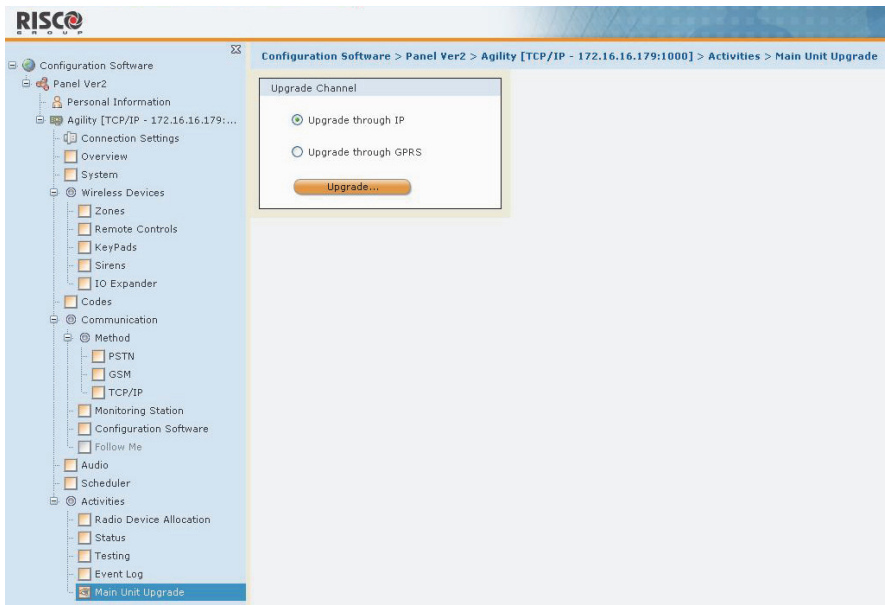 RISCO
GROUP
Configuration Software > Panel Ver2 > Agility [TCP/IP - 172.16.16.179:1000] > Activities > Main Unit Upgrade
Configuration Software
Panel Ver2
Personal Information
Agility [TCP/IP - 172.16.16.179:...
Connection Settings
Overview
System
Wireless Devices
Zones
Remote Controls
KeyPads
Sirens
IO Expander
Codes
Communication
Method
PSTN
GSM
TCP/IP
Monitoring Station
Configuration Software
Follow Me
Audio
Scheduler
Activities
Radio Device Allocation
Status
Testing
Event Log
Main Unit Upgrade
Upgrade Channel
Upgrade through IP
Upgrade through GPRS
Upgrade...